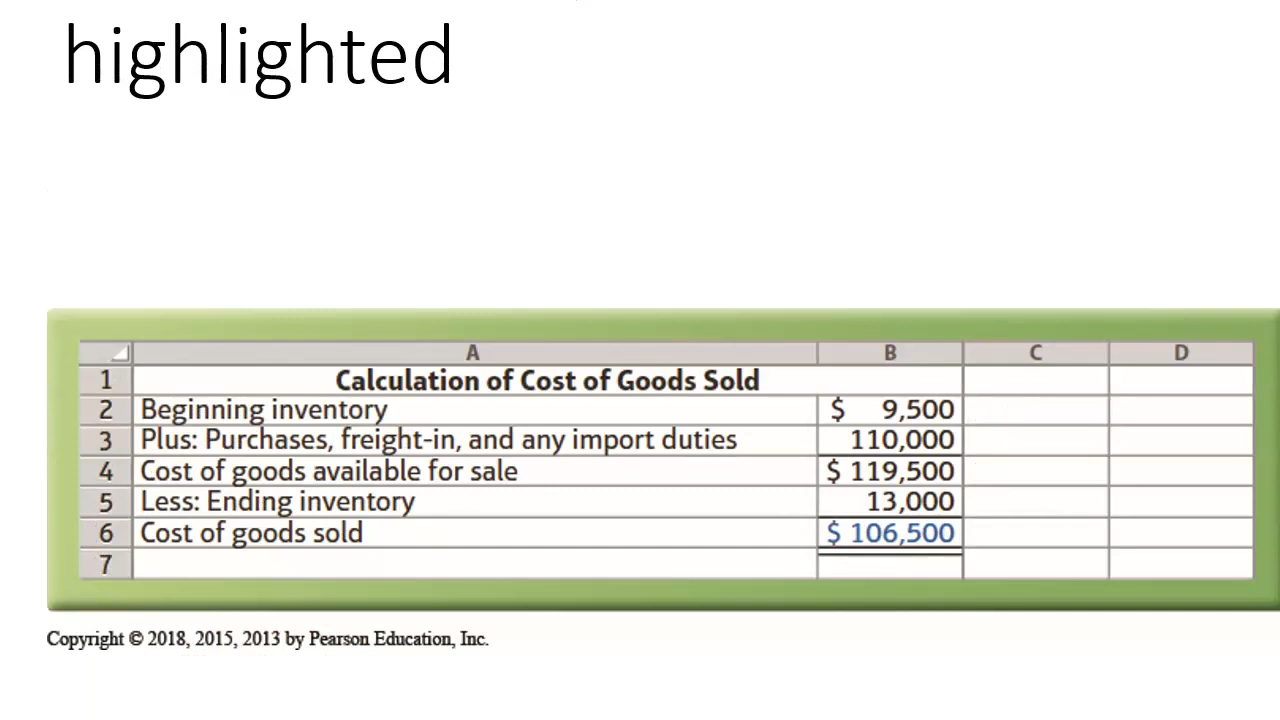 highlighted
A B C D
1 Calculation of Cost of Goods Sold
2 Beginning inventory $ 9,500
3 Plus: Purchases, freight-in, and any import duties 110,000
4 Cost of goods available for sale $ 119,500
5 Less: Ending inventory 13,000
6 Cost of goods sold $ 106,500
7
Copyright © 2018, 2015, 2013 by Pearson Education, Inc.